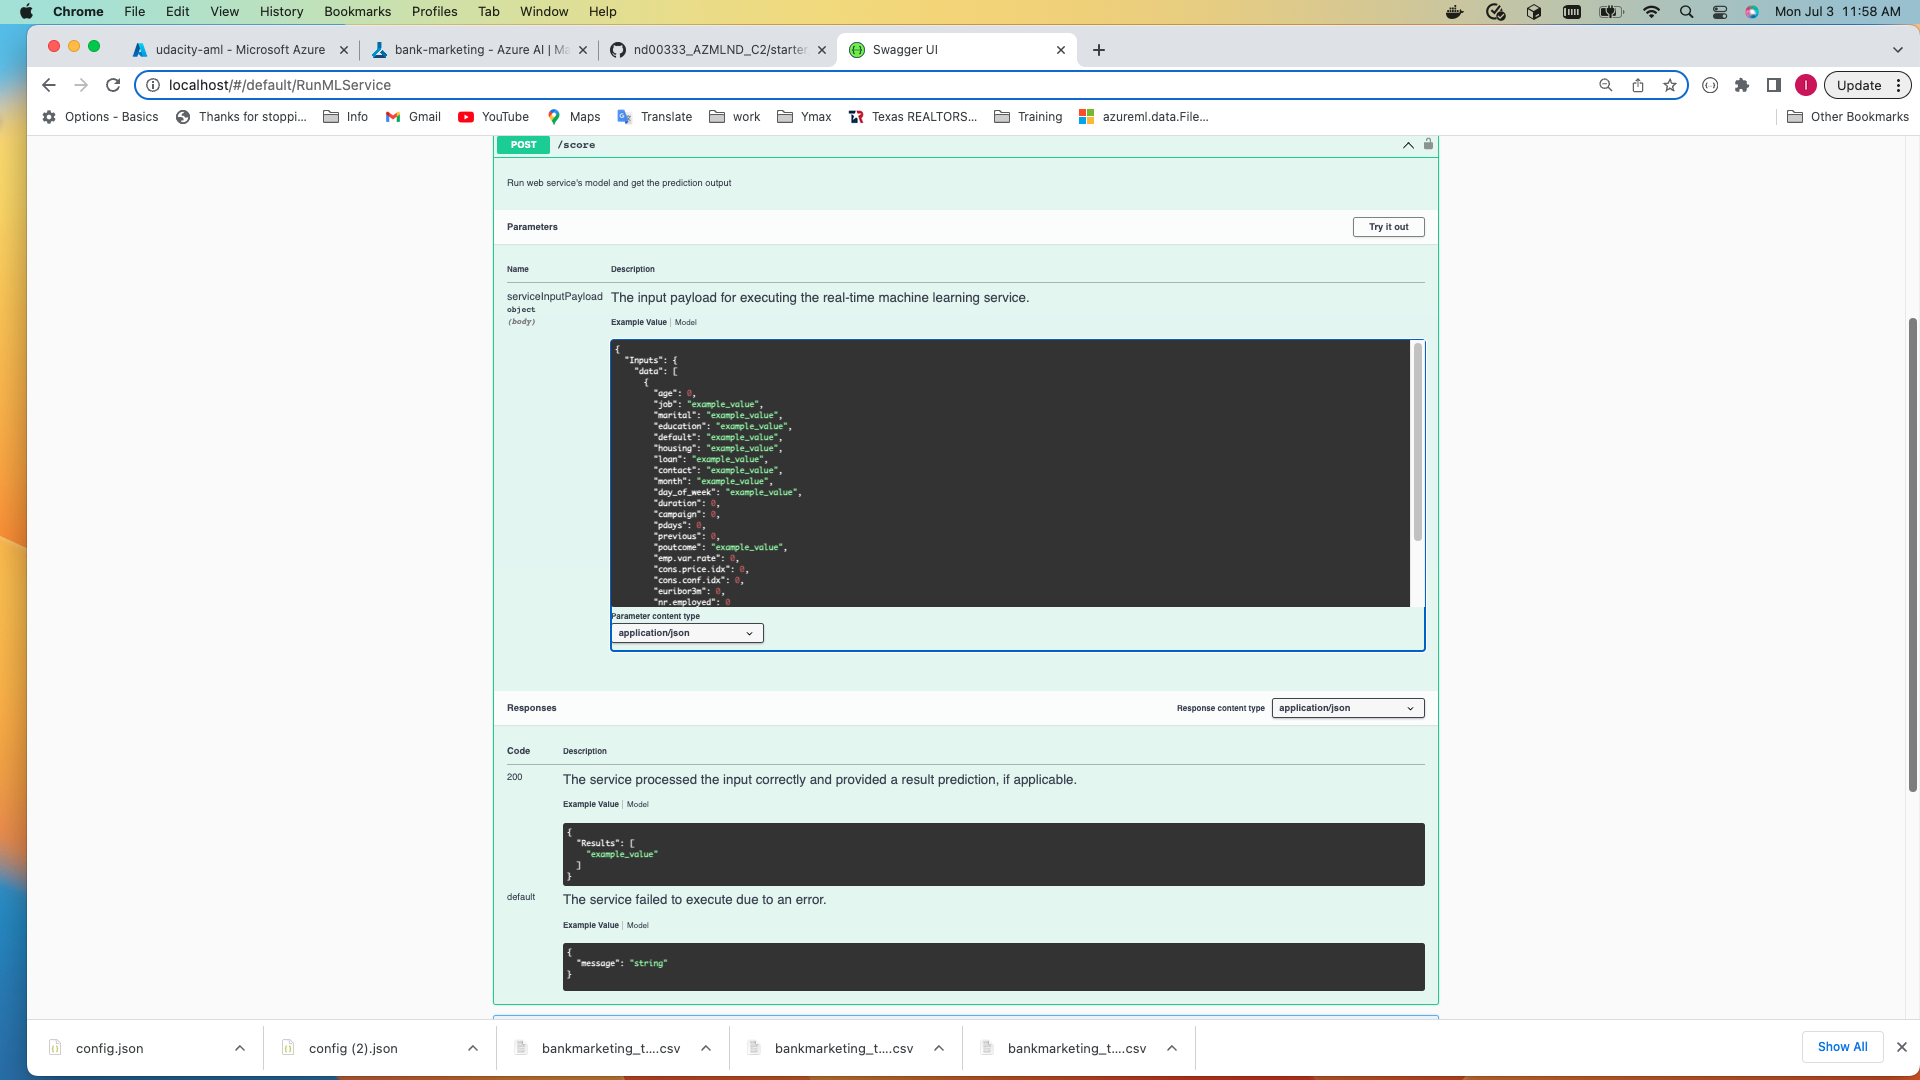 Chrome File Edit View History Bookmarks Profiles Tab Window Help Mon Jul 3 11:58 AM
udacity-aml - Microsoft Azure bank-marketing - Azure AI | Ma nd00333_AZMLND_C2/starter Swagger UI
localhost/#/default/RunMLService Update
Options - Basics Thanks for stoppi... Info Gmail YouTube Maps Translate work Ymax Texas REALTORS... Training azureml.data.File... Other Bookmarks
POST /score
Run web service's model and get the prediction output
Parameters Try it out
Name Description
serviceInputPayload The input payload for executing the real-time machine learning service.
object
(body) Example Value | Model
{
"Inputs": {
"data": [
{
"age": 0,
"job": "example_value",
"marital": "example_value",
"education": "example_value",
"default": "example_value",
"housing": "example_value",
"loan": "example_value",
"contact": "example_value",
"month": "example_value",
"day_of_week": "example_value",
"duration": 0,
"campaign": 0,
"pdays": 0,
"previous": 0,
"poutcome": "example_value",
"emp.var.rate": 0,
"cons.price.idx": 0,
"cons.conf.idx": 0,
"euribor3m": 0,
"nr.employed": 0
Parameter content type
application/json
Responses Response content type application/json
Code Description
200 The service processed the input correctly and provided a result prediction, if applicable.
Example Value | Model
{
"Results": [
"example_value"
]
}
default The service failed to execute due to an error.
Example Value | Model
{
"message": "string"
}
config.json config (2).json bankmarketing_t....csv bankmarketing_t....csv bankmarketing_t....csv Show All